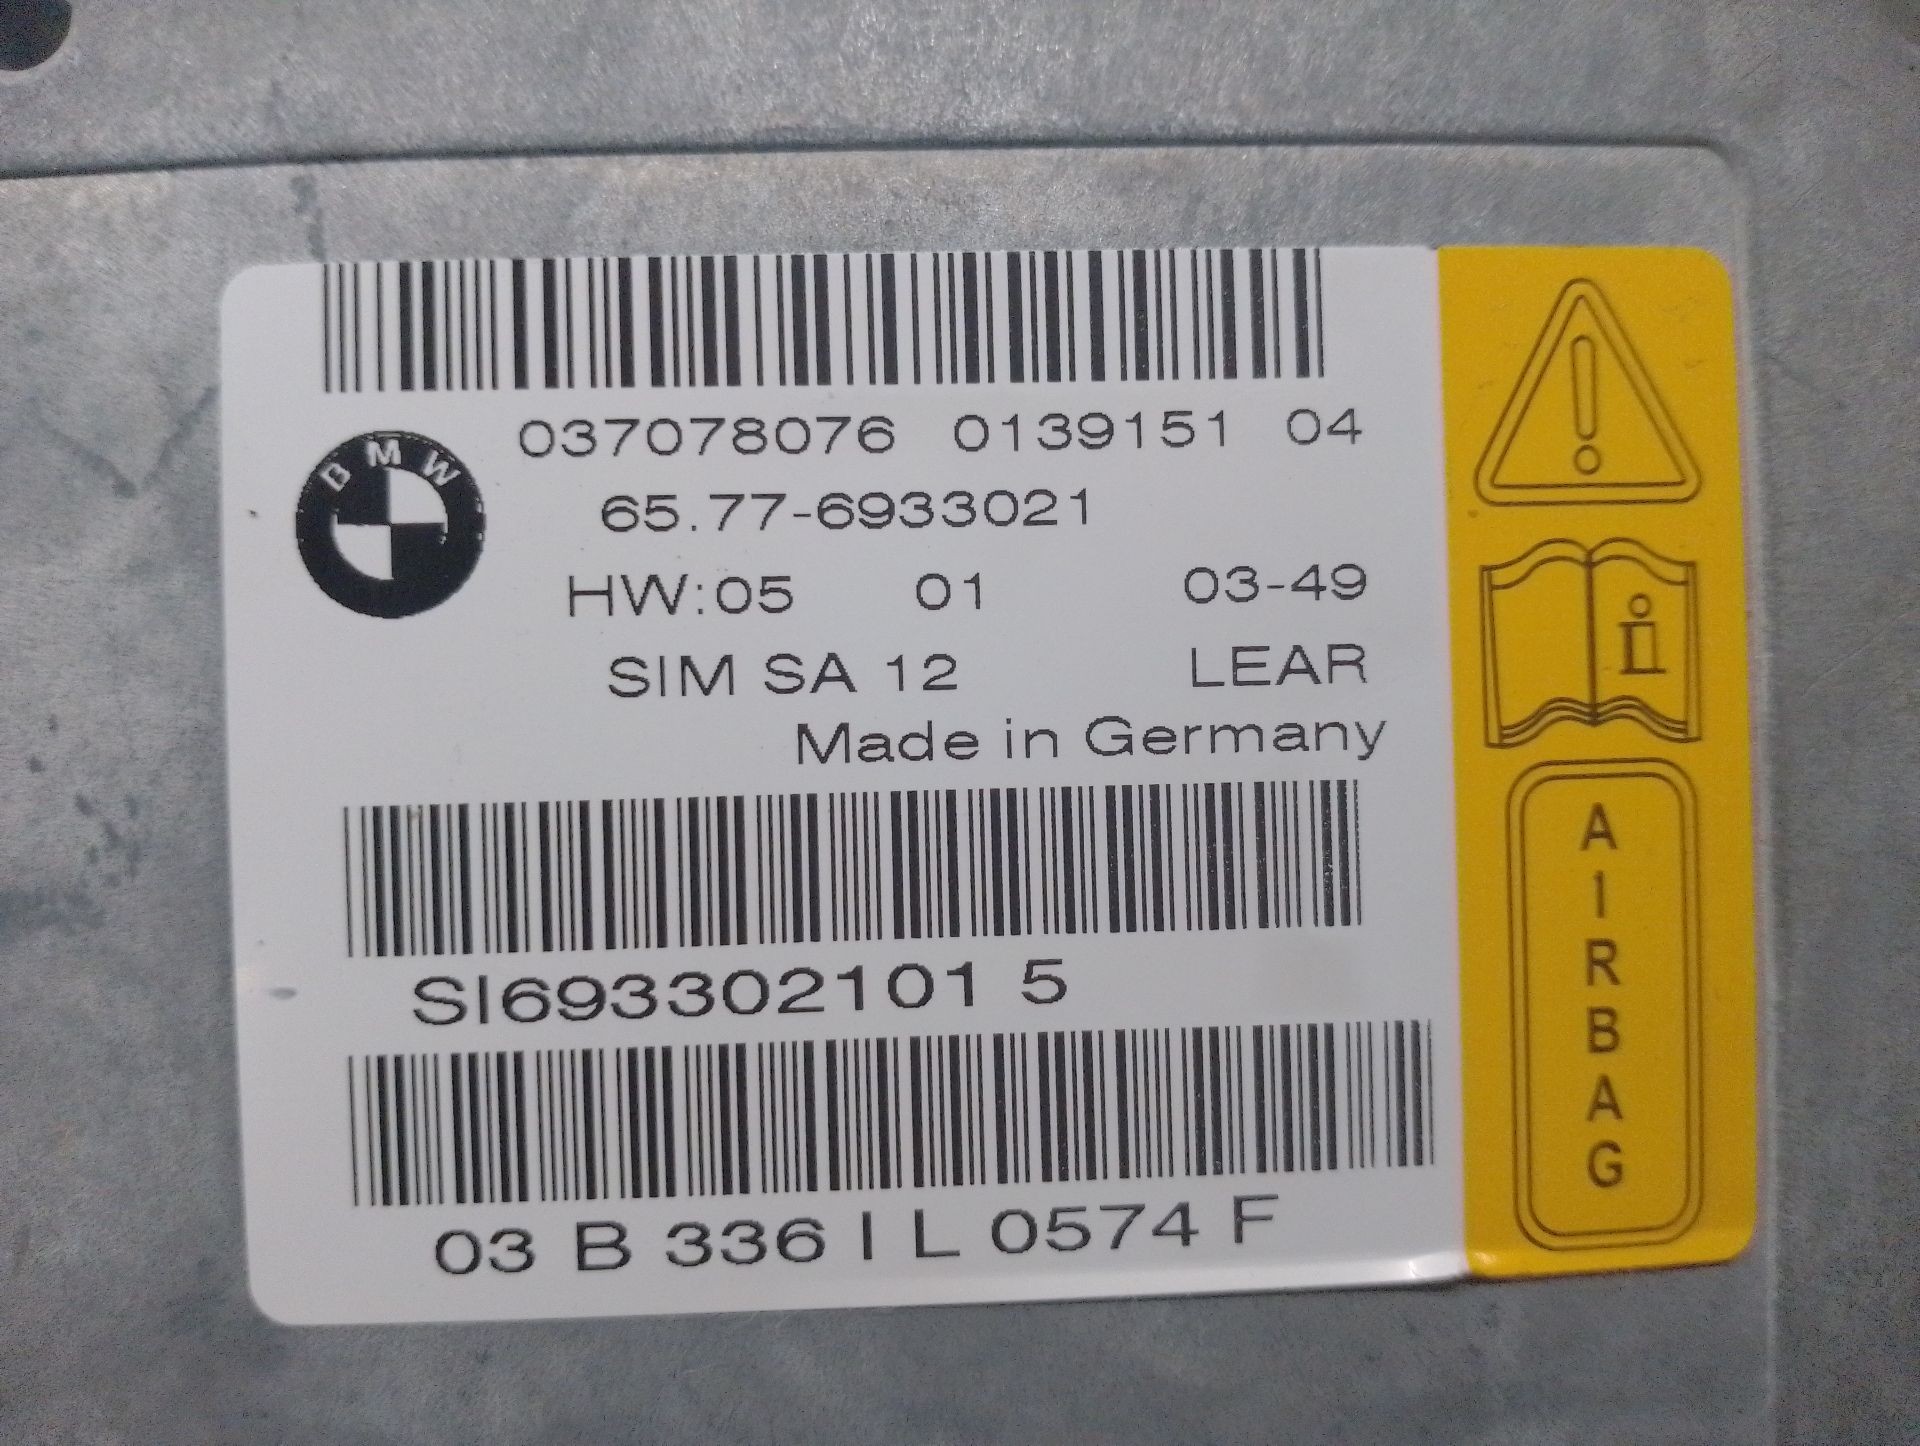 037078076 0139151 04
BMW
65.77-6933021
HW:05 01 03-49
SIM SA 12 LEAR
Made in Germany
SI693302101 5
03 B 336 I L 0574 F
i
AIRBAG